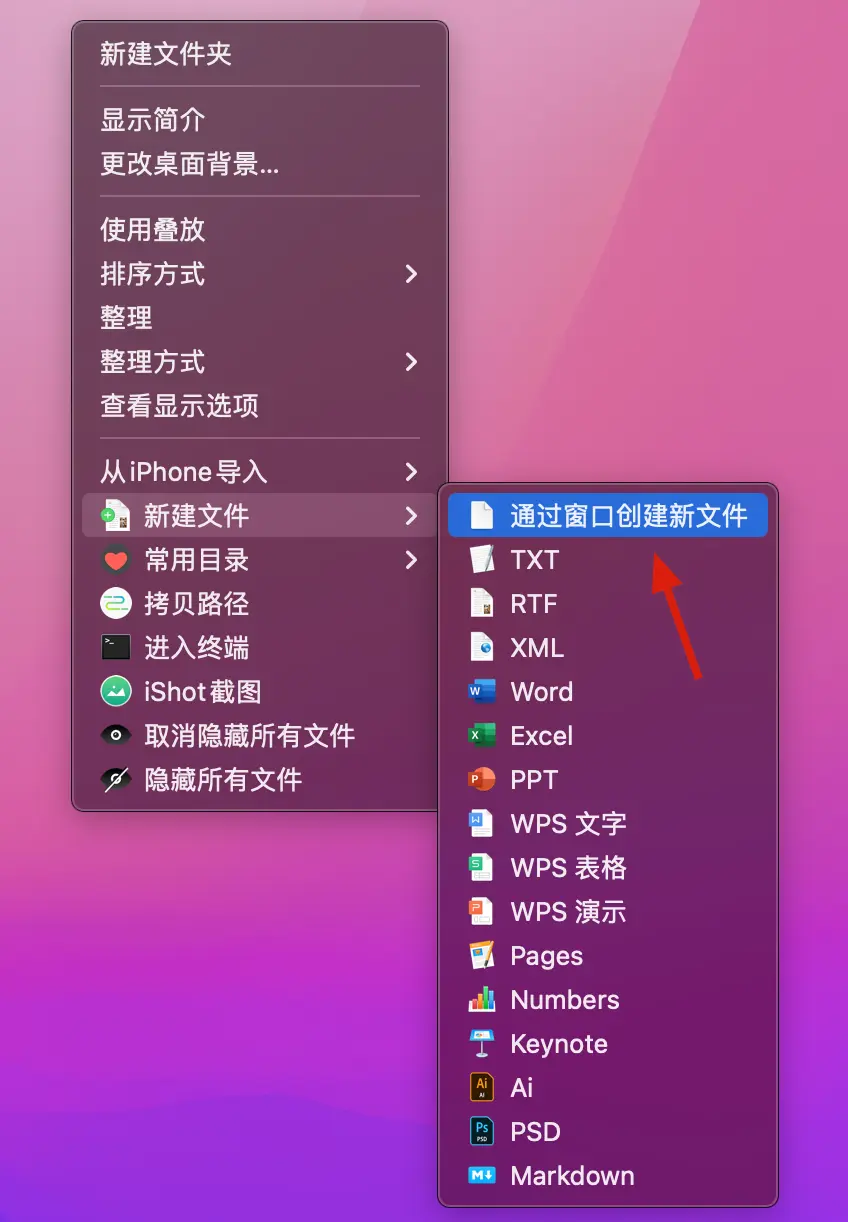 新建文件夹
显示简介
更改桌面背景...
使用叠放
排序方式
整理
整理方式
查看显示选项
从 iPhone 导入
新建文件
常用目录
拷贝路径
进入终端
iShot 截图
取消隐藏所有文件
隐藏所有文件
通过窗口创建新文件
TXT
RTF
XML
Word
Excel
PPT
WPS 文字
WPS 表格
WPS 演示
Pages
Numbers
Keynote
Ai
PSD
Markdown